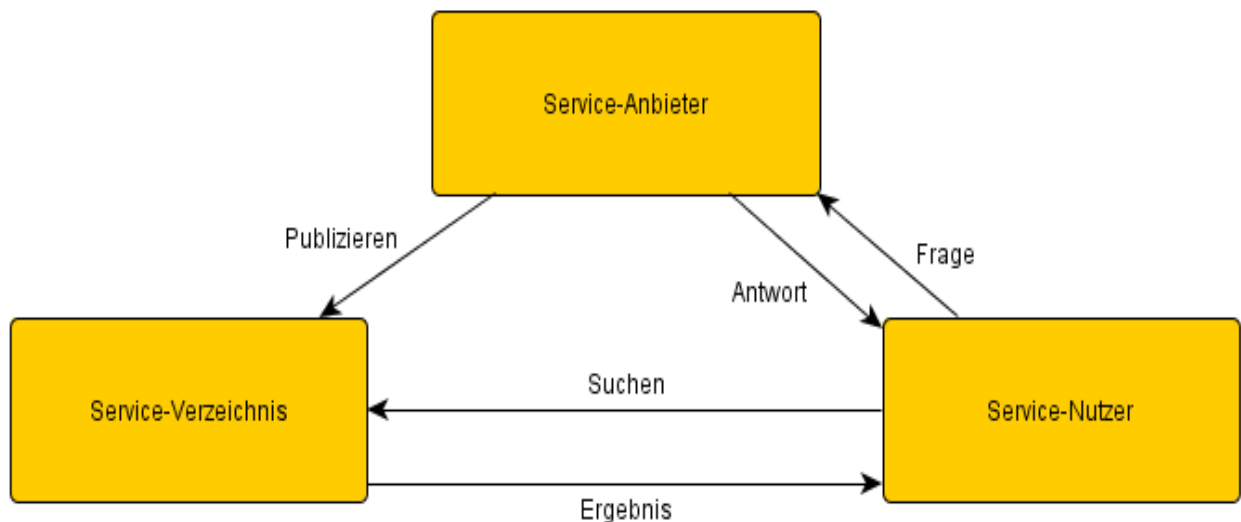 Service-Anbieter
Publizieren
Frage
Antwort
Suchen
Service-Verzeichnis
Service-Nutzer
Ergebnis